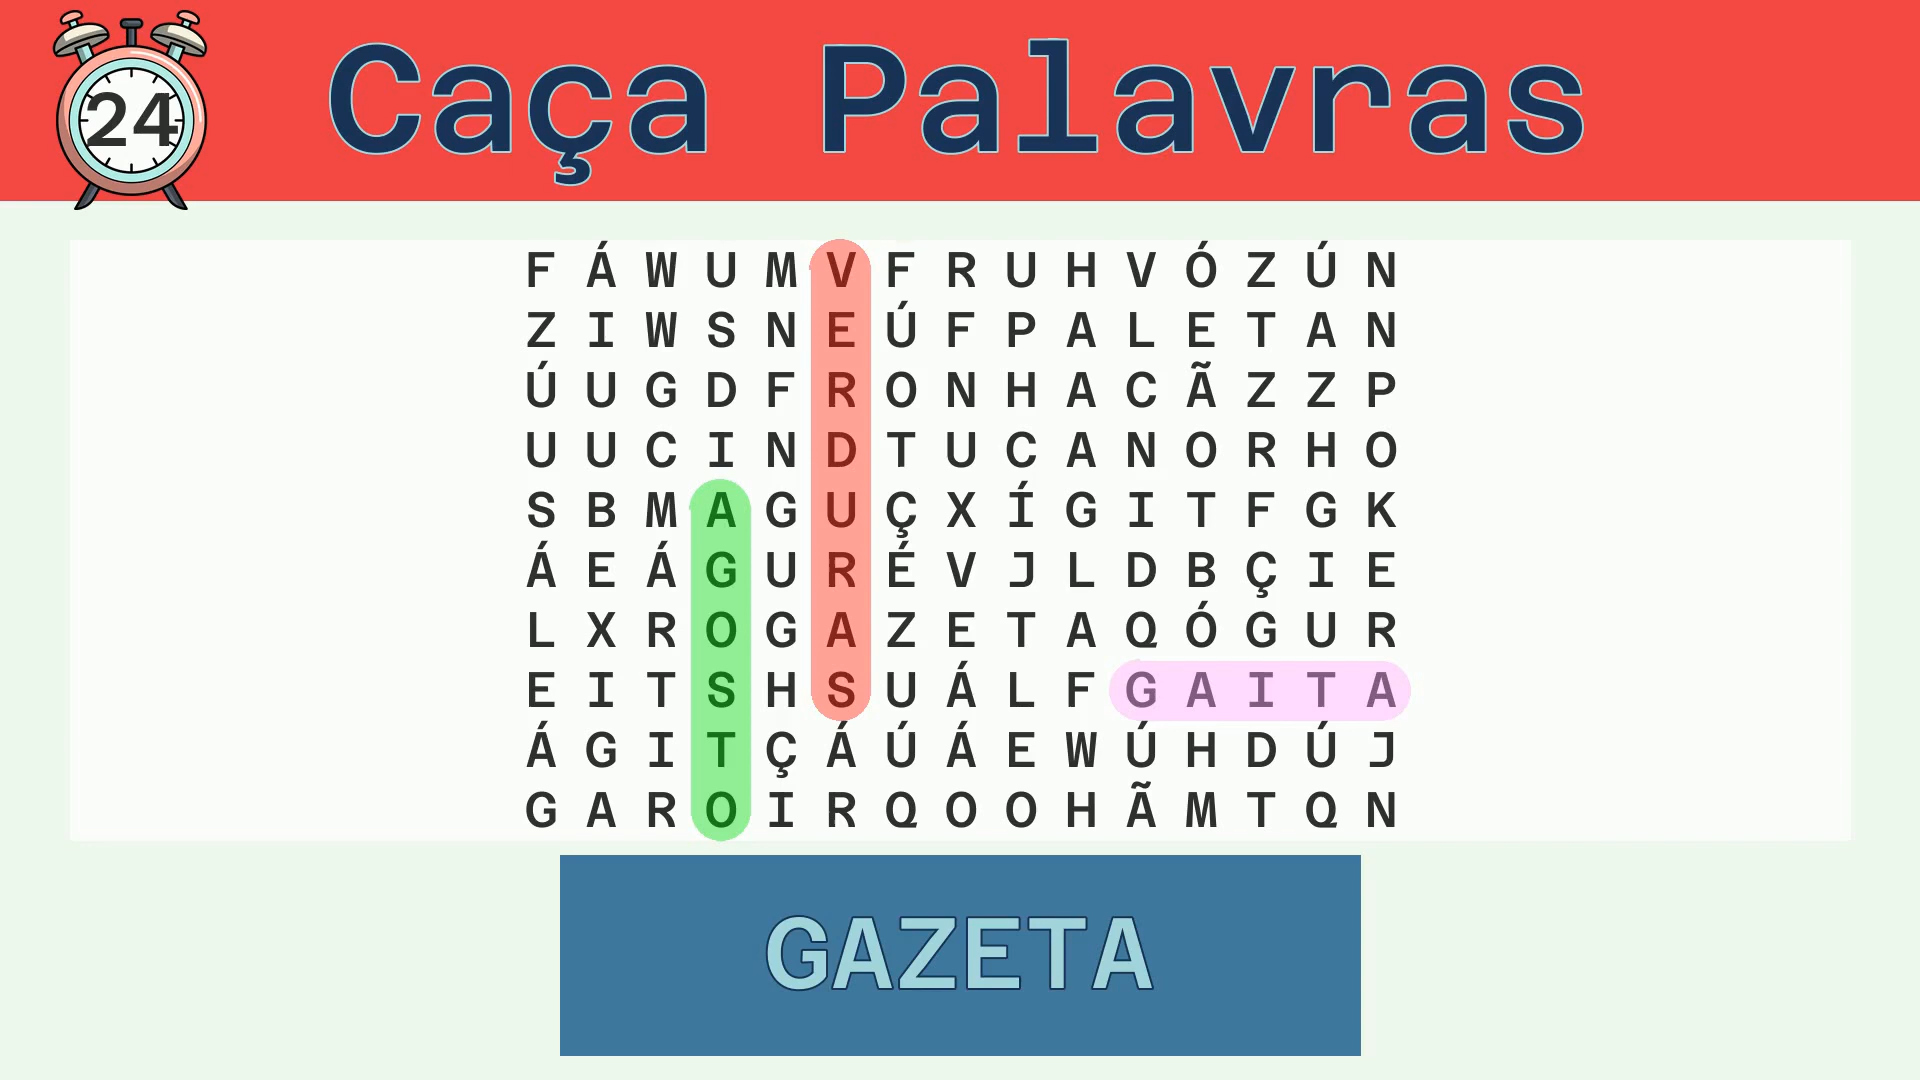 24
Caça Palavras
F Á W U M V F R U H V Ó Z Ú N
Z I W S N E Ú F P A L E T A N
Ú U G D F R O N H A C Ã Z Z P
U U C I N D T U C A N O R H O
S B M A G U Ç X Í G I T F G K
Á E Á G U R É V J L D B Ç I E
L X R O G A Z E T A Q Ó G U R
E I T S H S U Á L F G A I T A
Á G I T Ç Á Ú Á E W Ú H D Ú J
G A R O I R Q O O H Ã M T Q N
GAZETA